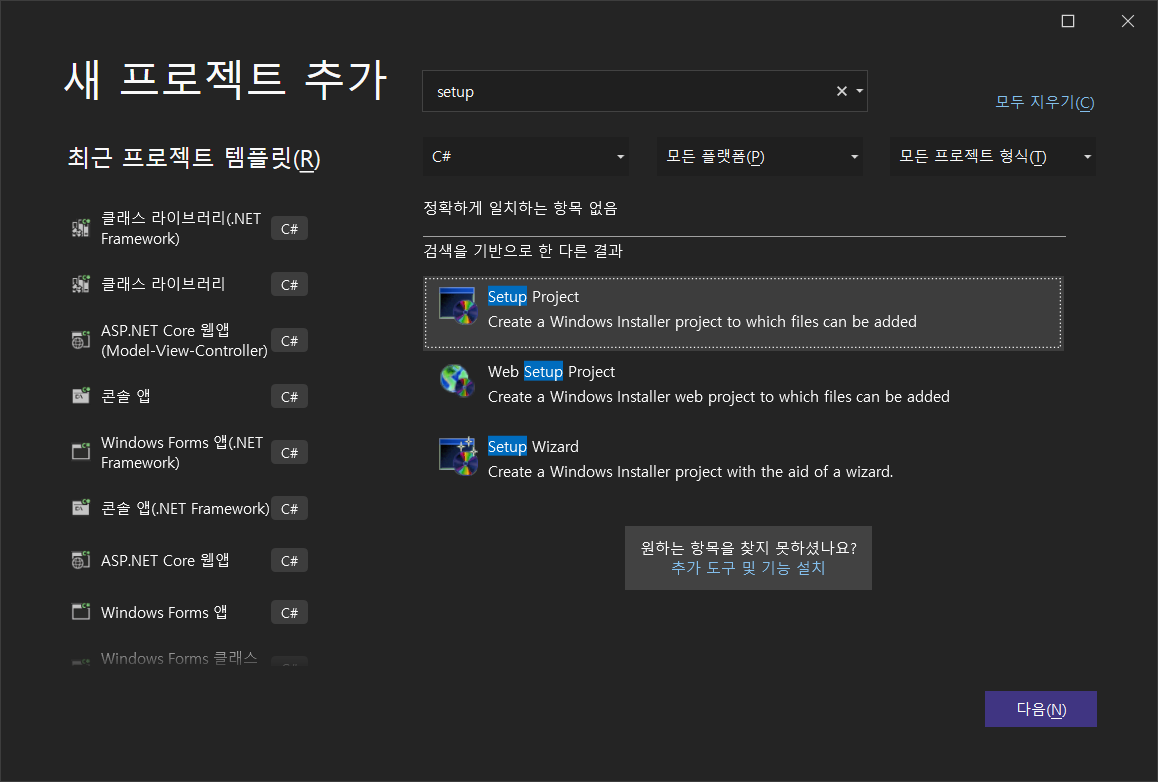 새 프로젝트 추가
setup
모두 지우기(C)
최근 프로젝트 템플릿(R)
클래스 라이브러리(.NET
Framework)
C#
클래스 라이브러리
C#
ASP.NET Core 웹앱
(Model-View-Controller)
C#
콘솔 앱
C#
Windows Forms 앱(.NET
Framework)
C#
콘솔 앱(.NET Framework)
C#
ASP.NET Core 웹앱
C#
Windows Forms 앱
C#
Windows Forms 클래스
C#
C#
모든 플랫폼(P)
모든 프로젝트 형식(T)
정확하게 일치하는 항목 없음
검색을 기반으로 한 다른 결과
Setup Project
Create a Windows Installer project to which files can be added
Web Setup Project
Create a Windows Installer web project to which files can be added
Setup Wizard
Create a Windows Installer project with the aid of a wizard.
원하는 항목을 찾지 못하셨나요?
추가 도구 및 기능 설치
다음(N)